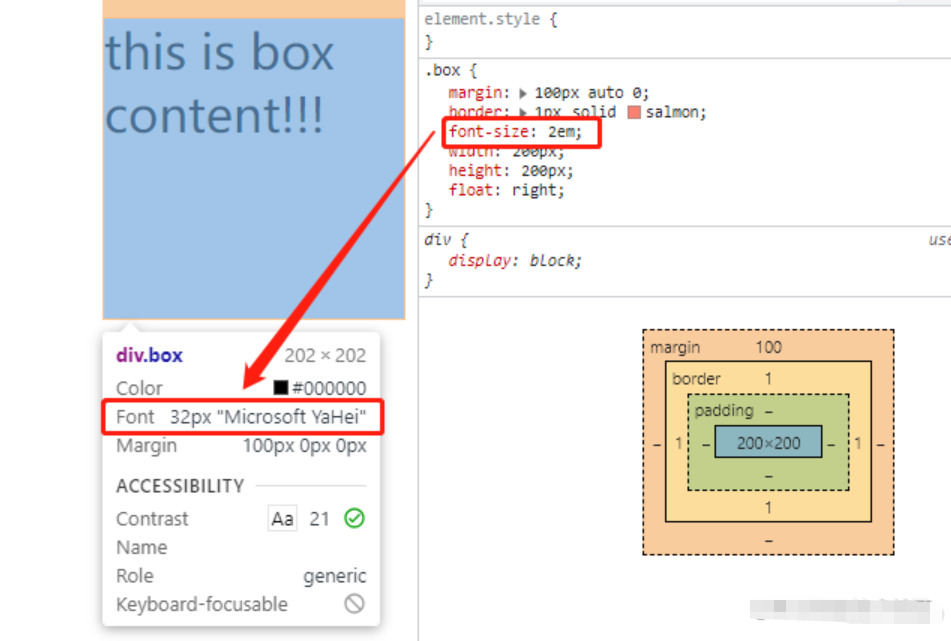 this is box
content!!!
div.box 202 × 202
Color #000000
Font 32px "Microsoft YaHei"
Margin 100px 0px 0px
ACCESSIBILITY
Contrast Aa 21
Name
Role generic
Keyboard-focusable
element.style {
}
.box {
margin: 100px auto 0;
border: 1px solid salmon;
font-size: 2em;
width: 200px;
height: 200px;
float: right;
}
div { use
display: block;
}
margin 100
border 1
padding –
– 1 – 200×200 – 1 –
–
1
–